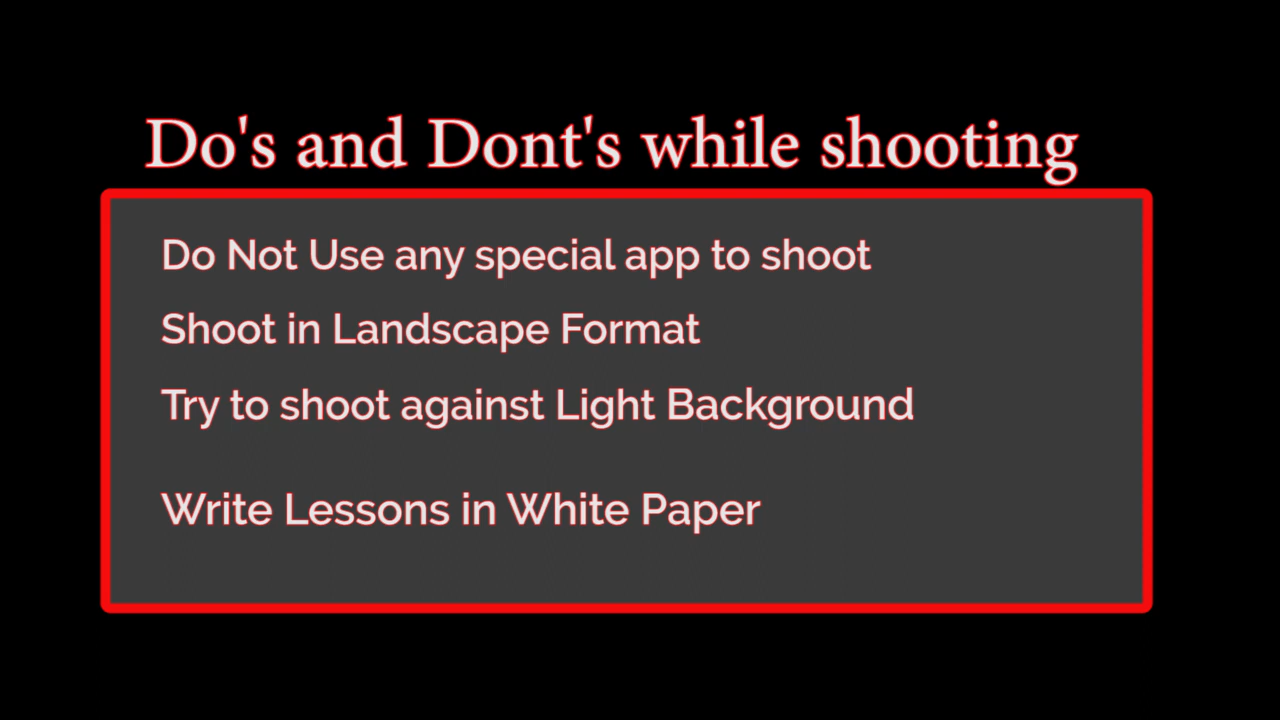 Do's and Dont's while shooting
Do Not Use any special app to shoot
Shoot in Landscape Format
Try to shoot against Light Background
Write Lessons in White Paper